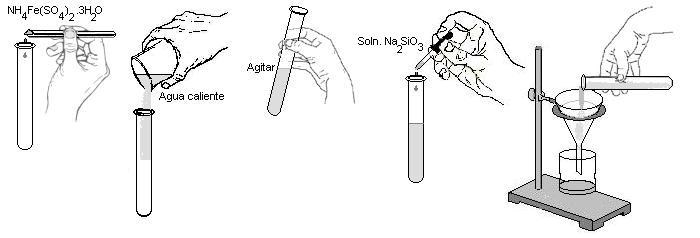 NH4Fe(SO4)2.3H2O
Agua caliente
Agitar
Soln. Na2SiO3